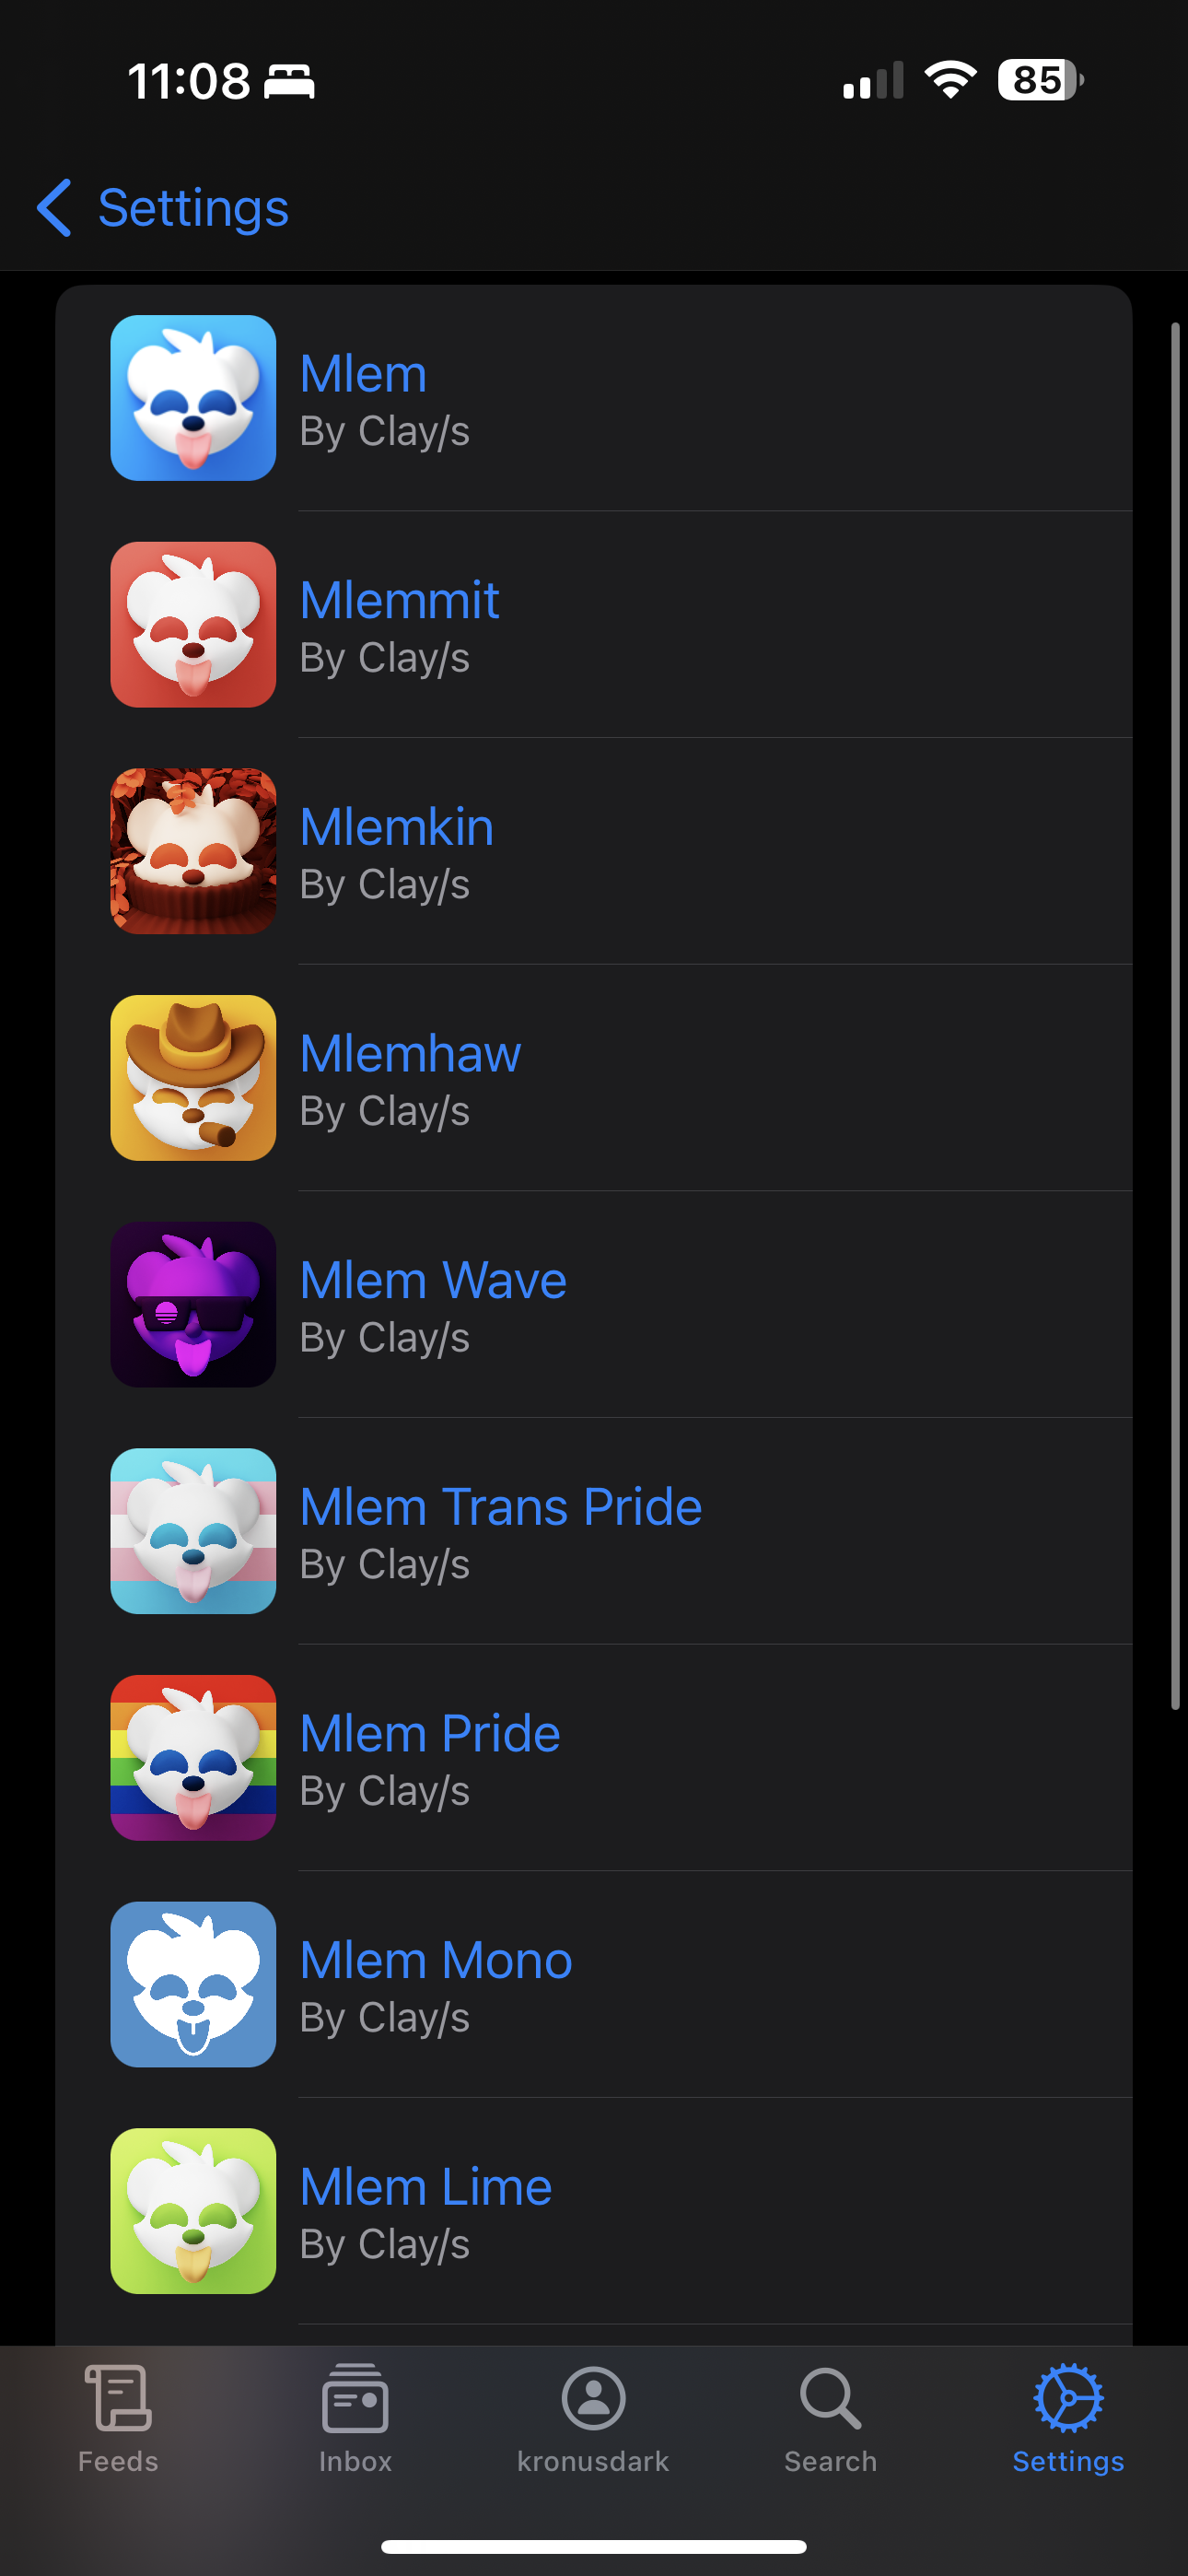 11:08
85
Settings
Mlem
By Clay/s
Mlemmit
By Clay/s
Mlemkin
By Clay/s
Mlemhaw
By Clay/s
Mlem Wave
By Clay/s
Mlem Trans Pride
By Clay/s
Mlem Pride
By Clay/s
Mlem Mono
By Clay/s
Mlem Lime
By Clay/s
Feeds
Inbox
kronusdark
Search
Settings